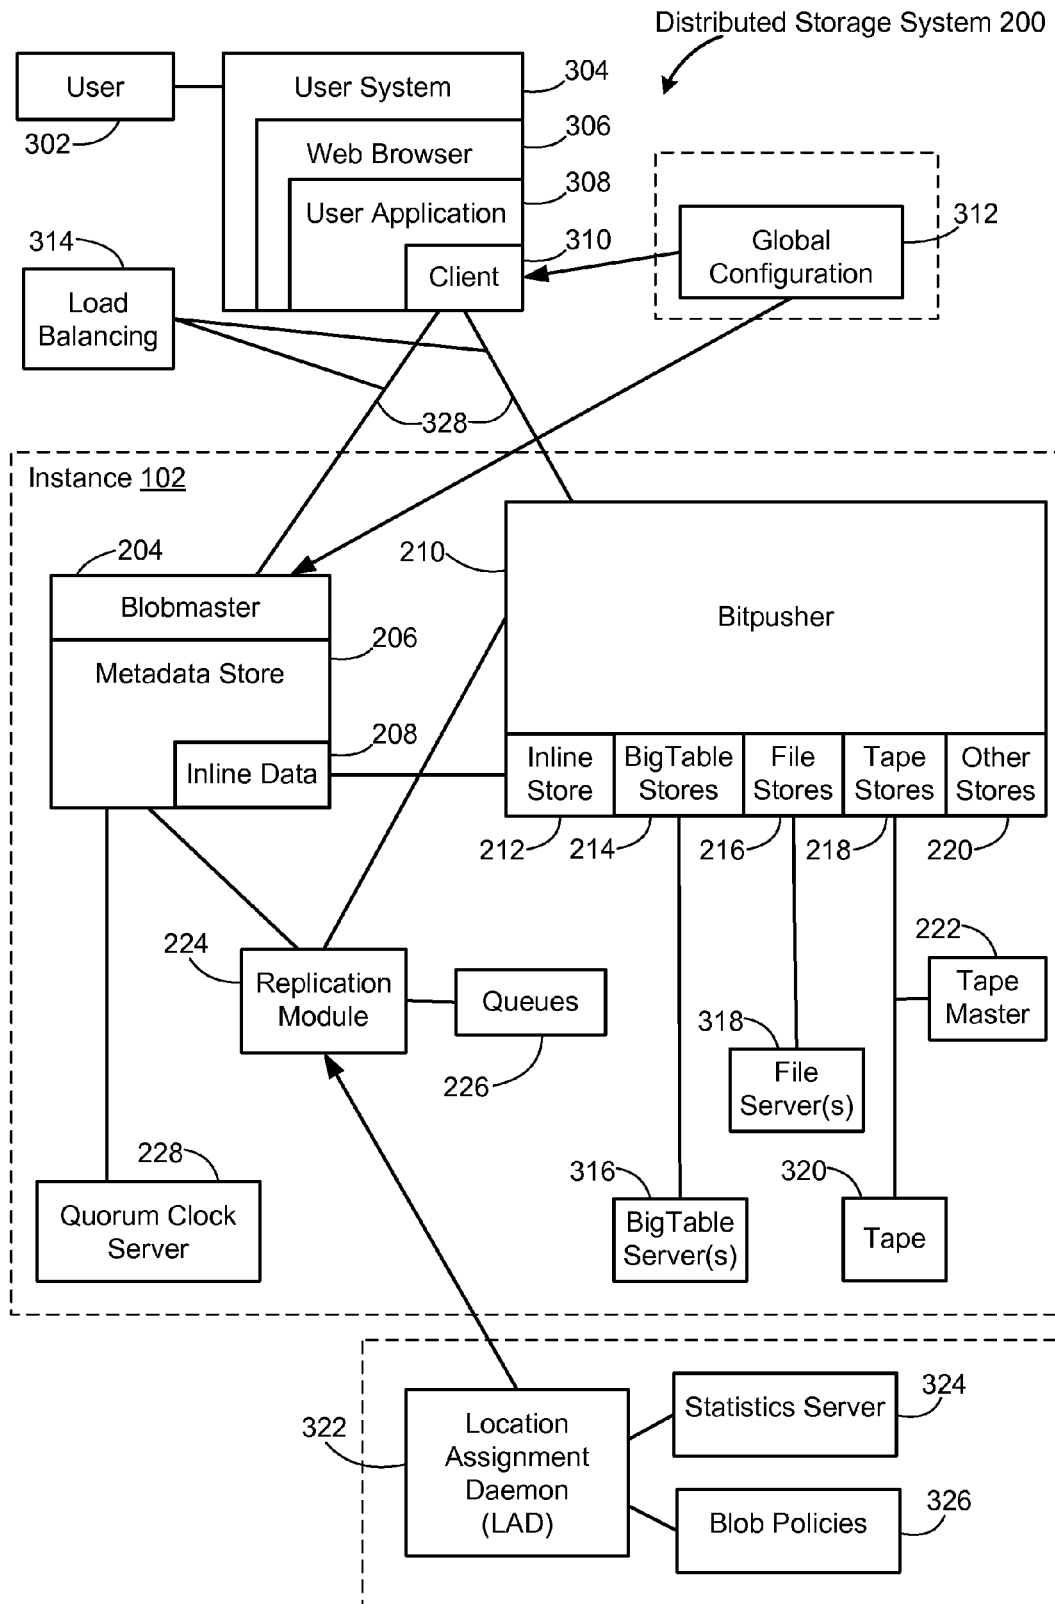 Distributed Storage System 200
User
302
User System
304
Web Browser
306
User Application
308
Client
310
Global
Configuration
312
314
Load
Balancing
328
Instance 102
204
Blobmaster
206
Metadata Store
208
Inline Data
210
Bitpusher
Inline
Store
BigTable
Stores
File
Stores
Tape
Stores
Other
Stores
212
214
216
218
220
224
Replication
Module
Queues
226
222
Tape
Master
318
File
Server(s)
228
Quorum Clock
Server
316
BigTable
Server(s)
320
Tape
322
Location
Assignment
Daemon
(LAD)
Statistics Server
324
Blob Policies
326